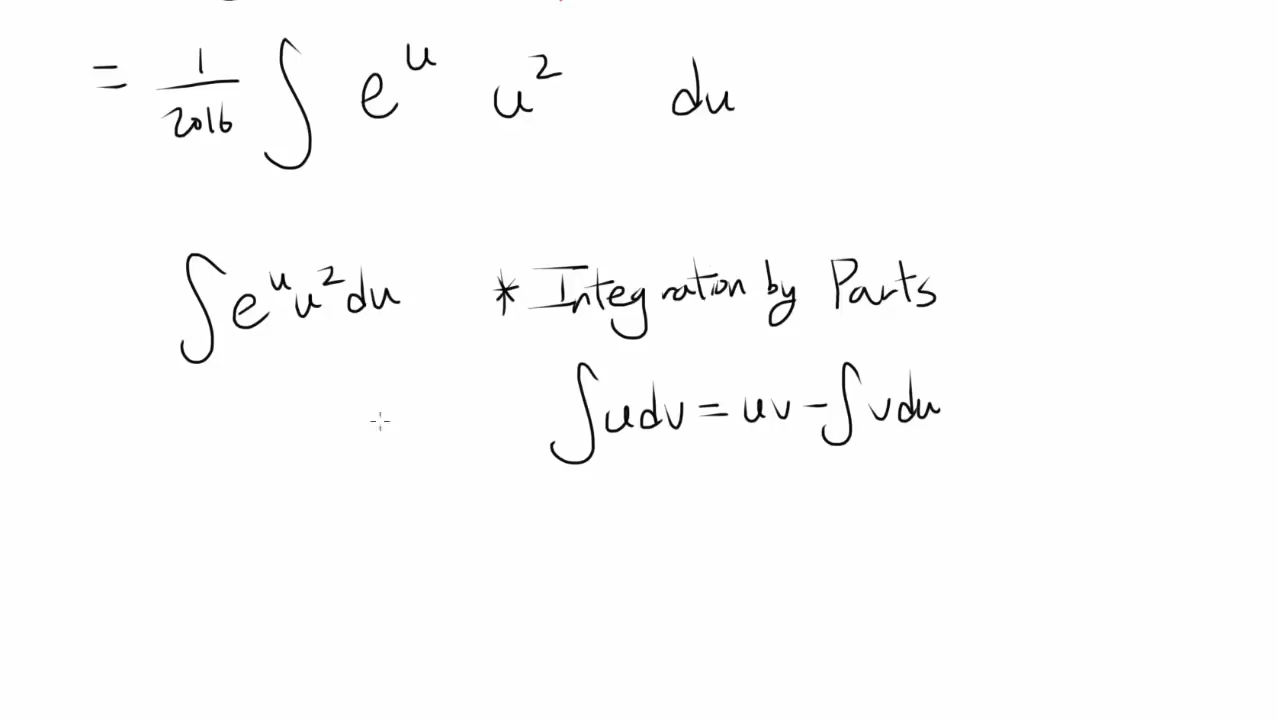 = 1/2016 ∫ e^u u^2 du
∫ e^u u^2 du * Integration by Parts
∫ u dv = uv - ∫ v du